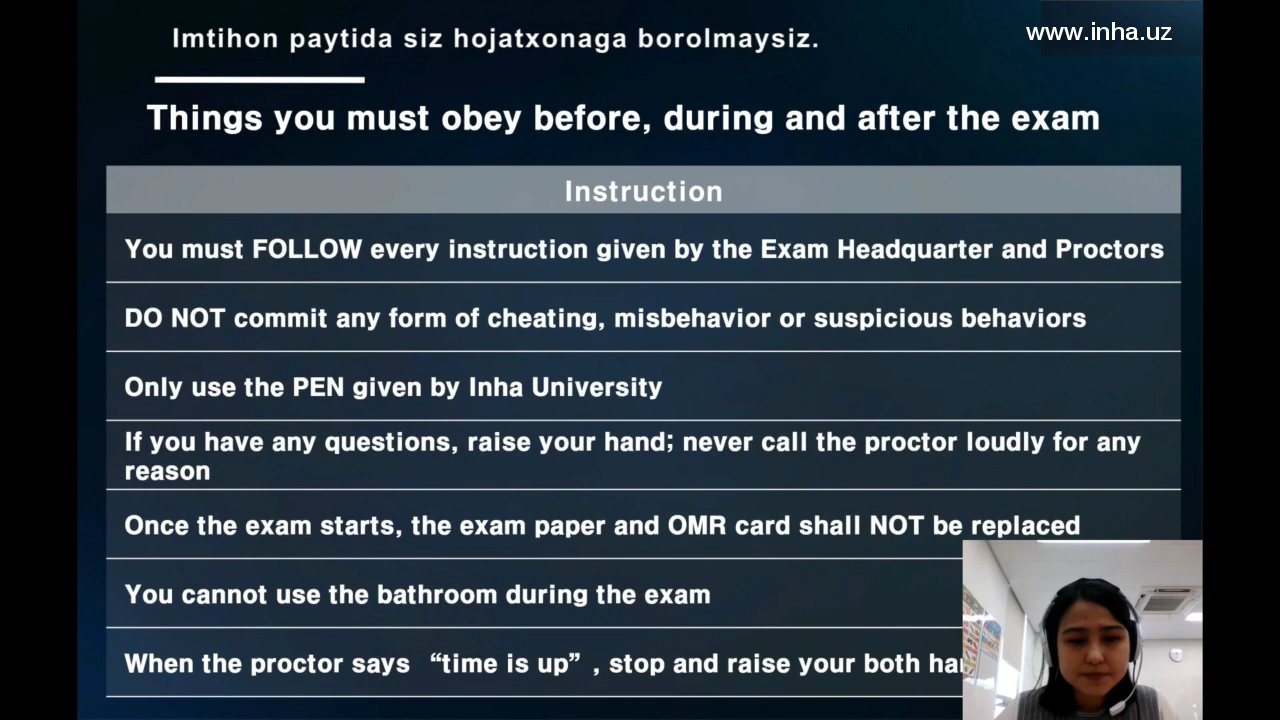 Imtihon paytida siz hojatxonaga borolmaysiz.
www.inha.uz
Things you must obey before, during and after the exam
Instruction
You must FOLLOW every instruction given by the Exam Headquarter and Proctors
DO NOT commit any form of cheating, misbehavior or suspicious behaviors
Only use the PEN given by Inha University
If you have any questions, raise your hand; never call the proctor loudly for any
reason
Once the exam starts, the exam paper and OMR card shall NOT be replaced
You cannot use the bathroom during the exam
When the proctor says “time is up” , stop and raise your both